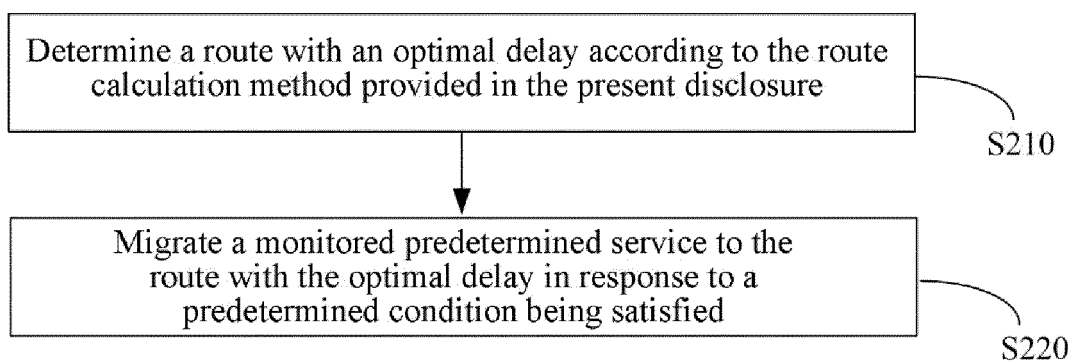 Determine a route with an optimal delay according to the route
calculation method provided in the present disclosure
S210
Migrate a monitored predetermined service to the
route with the optimal delay in response to a
predetermined condition being satisfied
S220